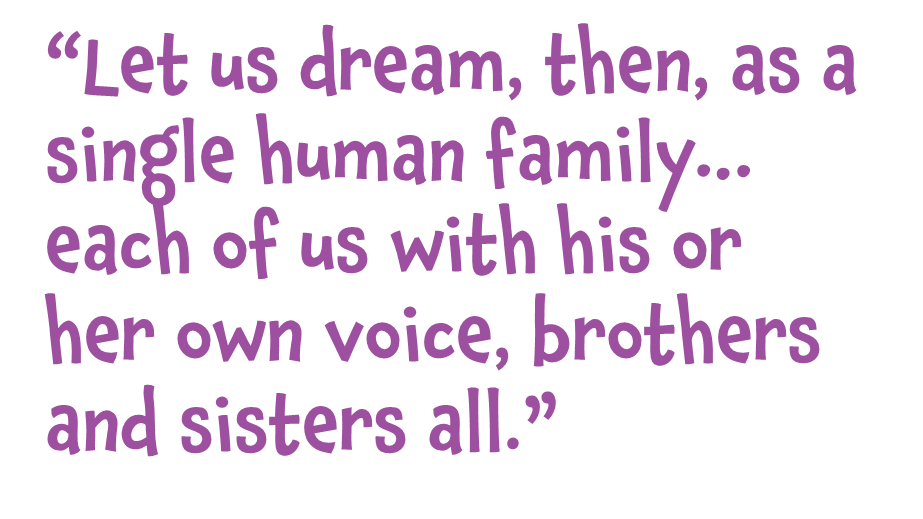 “Let us dream, then, as a
single human family...
each of us with his or
her own voice, brothers
and sisters all.”